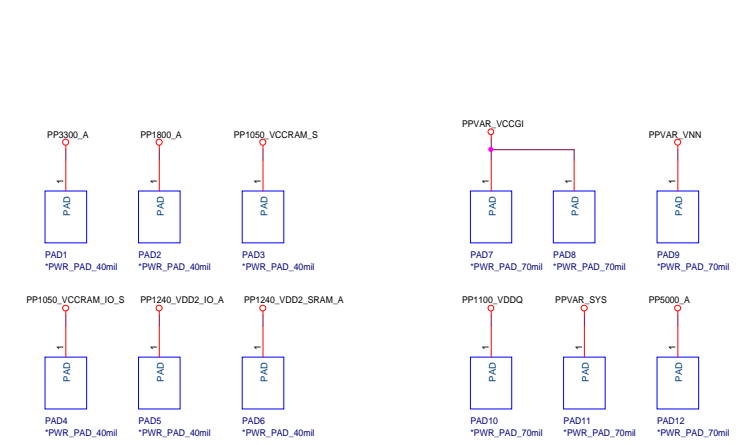 PP3300_A PP1800_A PP1050_VCCRAM_S PPVAR_VCCGI PPVAR_VNN
1 1 1 1 1 1
PAD PAD PAD PAD PAD PAD
PAD1 PAD2 PAD3 PAD7 PAD8 PAD9
*PWR_PAD_40mil *PWR_PAD_40mil *PWR_PAD_40mil *PWR_PAD_70mil *PWR_PAD_70mil *PWR_PAD_70mil
PP1050_VCCRAM_IO_S PP1240_VDD2_IO_A PP1240_VDD2_SRAM_A PP1100_VDDQ PPVAR_SYS PP5000_A
1 1 1 1 1 1
PAD PAD PAD PAD PAD PAD
PAD4 PAD5 PAD6 PAD10 PAD11 PAD12
*PWR_PAD_40mil *PWR_PAD_40mil *PWR_PAD_40mil *PWR_PAD_70mil *PWR_PAD_70mil *PWR_PAD_70mil